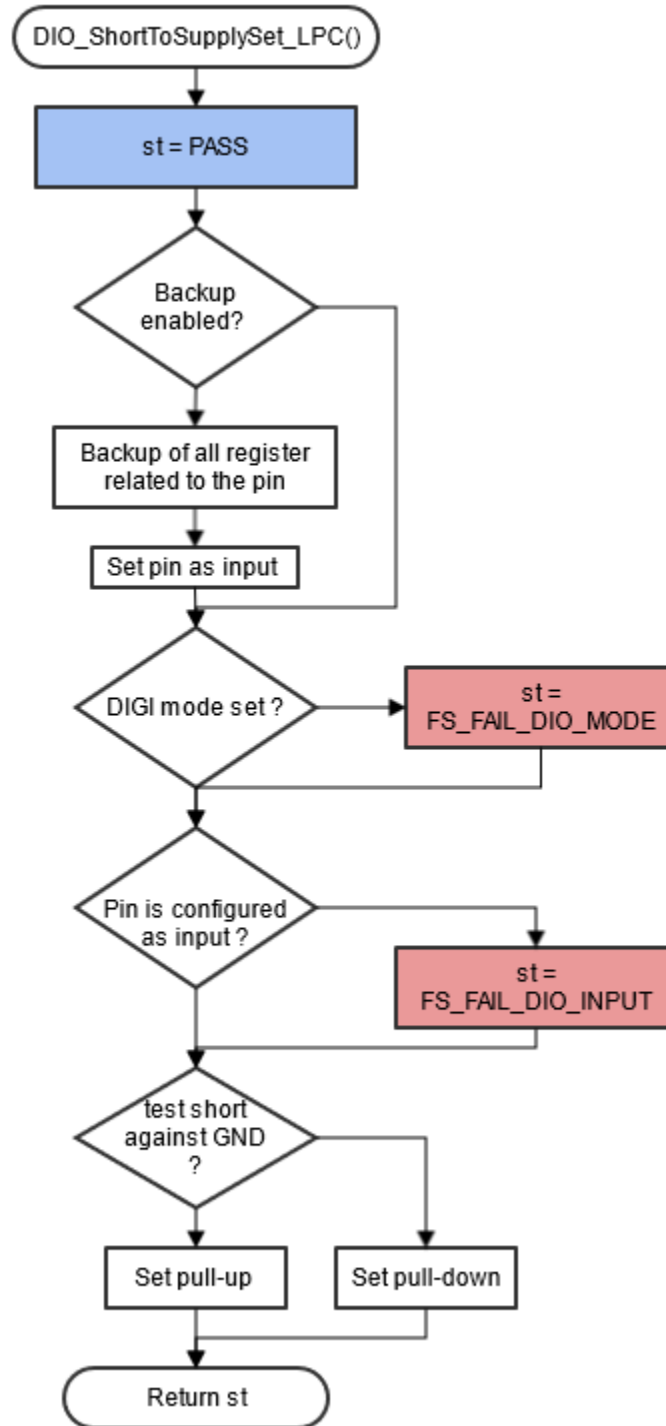 DIO_ShortToSupplySet_LPC()
st = PASS
Backup
enabled?
Backup of all register
related to the pin
Set pin as input
DIGI mode set ?
st =
FS_FAIL_DIO_MODE
Pin is configured
as input ?
st =
FS_FAIL_DIO_INPUT
test short
against GND
?
Set pull-up
Set pull-down
Return st